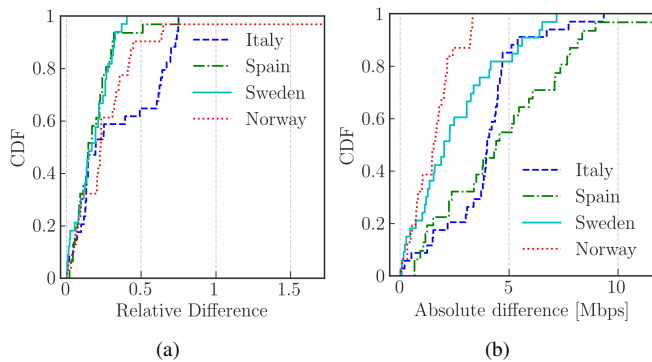 1
0.8
0.6
0.4
0.2
0
CDF
Italy
Spain
Sweden
Norway
0
0.5
1
1.5
Relative Difference
(a)
1
0.8
0.6
0.4
0.2
0
CDF
Italy
Spain
Sweden
Norway
0
5
10
Absolute difference [Mbps]
(b)